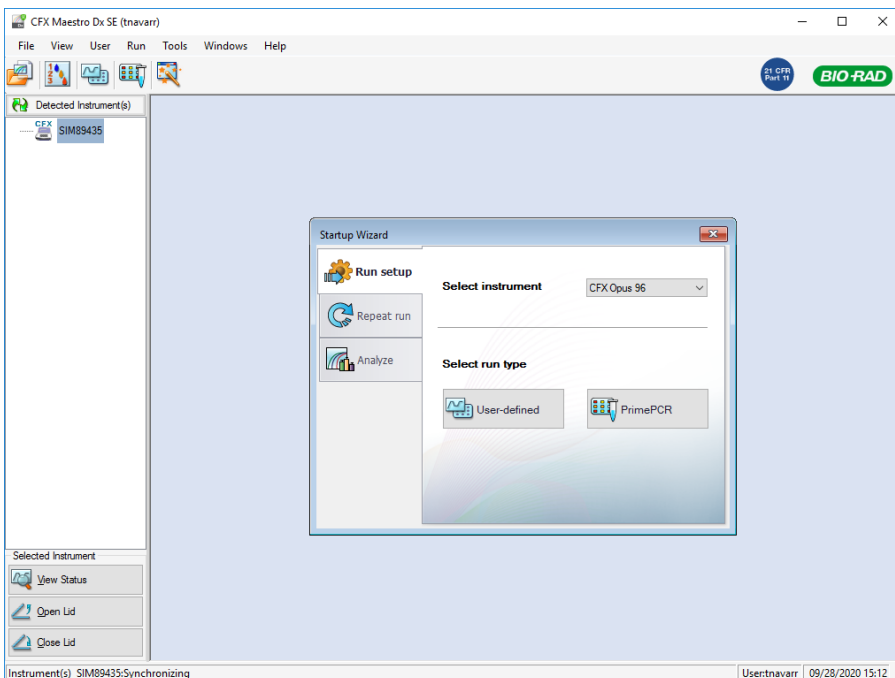 CFX Maestro Dx SE (tnavarr)
File View User Run Tools Windows Help
21 CFR
Part 11
BIO-RAD
Detected Instrument(s)
CFX
SIM89435
Startup Wizard
Run setup
Repeat run
Analyze
Select instrument
CFX Opus 96
Select run type
User-defined
PrimePCR
Selected Instrument
View Status
Open Lid
Close Lid
Instrument(s) SIM89435:Synchronizing
User:tnavarr
09/28/2020 15:12